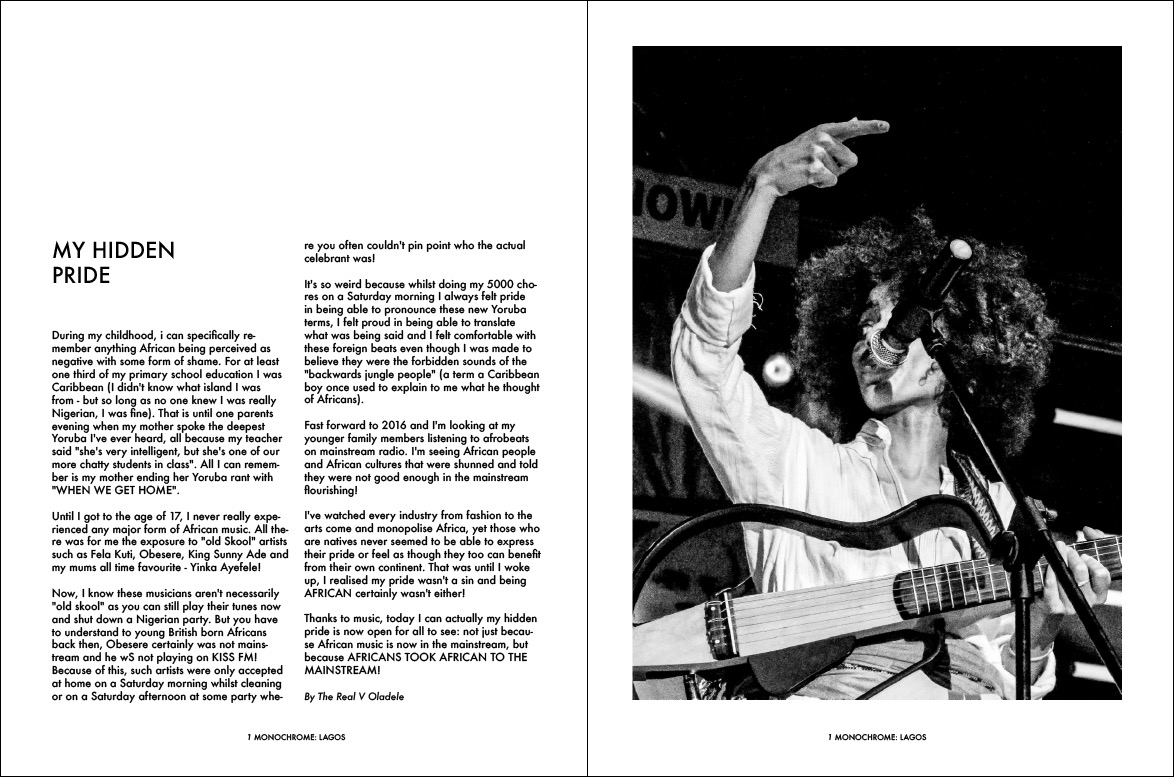 MY HIDDEN
PRIDE
During my childhood, i can specifically re-
member anything African being perceived as
negative with some form of shame. For at least
one third of my primary school education I was
Caribbean (I didn't know what island I was
from - but so long as no one knew I was really
Nigerian, I was fine). That is until one parents
evening when my mother spoke the deepest
Yoruba I've ever heard, all because my teacher
said "she's very intelligent, but she's one of our
more chatty students in class". All I can remem-
ber is my mother ending her Yoruba rant with
"WHEN WE GET HOME".
Until I got to the age of 17, I never really expe-
rienced any major form of African music. All the-
re was for me the exposure to "old Skool" artists
such as Fela Kuti, Obesere, King Sunny Ade and
my mums all time favourite - Yinka Ayefele!
Now, I know these musicians aren't necessarily
"old skool" as you can still play their tunes now
and shut down a Nigerian party. But you have
to understand to young British born Africans
back then, Obesere certainly was not mains-
tream and he wS not playing on KISS FM!
Because of this, such artists were only accepted
at home on a Saturday morning whilst cleaning
or on a Saturday afternoon at some party whe-
re you often couldn't pin point who the actual
celebrant was!
It's so weird because whilst doing my 5000 cho-
res on a Saturday morning I always felt pride
in being able to pronounce these new Yoruba
terms, I felt proud in being able to translate
what was being said and I felt comfortable with
these foreign beats even though I was made to
believe they were the forbidden sounds of the
"backwards jungle people" (a term a Caribbean
boy once used to explain to me what he thought
of Africans).
Fast forward to 2016 and I'm looking at my
younger family members listening to afrobeats
on mainstream radio. I'm seeing African people
and African cultures that were shunned and told
they were not good enough in the mainstream
flourishing!
I've watched every industry from fashion to the
arts come and monopolise Africa, yet those who
are natives never seemed to be able to express
their pride or feel as though they too can benefit
from their own continent. That was until I woke
up, I realised my pride wasn't a sin and being
AFRICAN certainly wasn't either!
Thanks to music, today I can actually my hidden
pride is now open for all to see: not just becau-
se African music is now in the mainstream, but
because AFRICANS TOOK AFRICAN TO THE
MAINSTREAM!
By The Real V Oladele
1 MONOCHROME: LAGOS
1 MONOCHROME: LAGOS